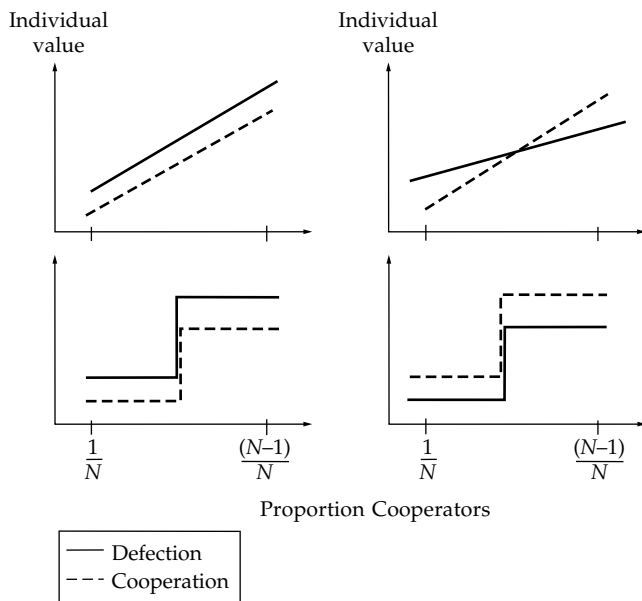 Individual
value
Individual
value
1
N
(N–1)
N
1
N
(N–1)
N
Proportion Cooperators
Defection
Cooperation